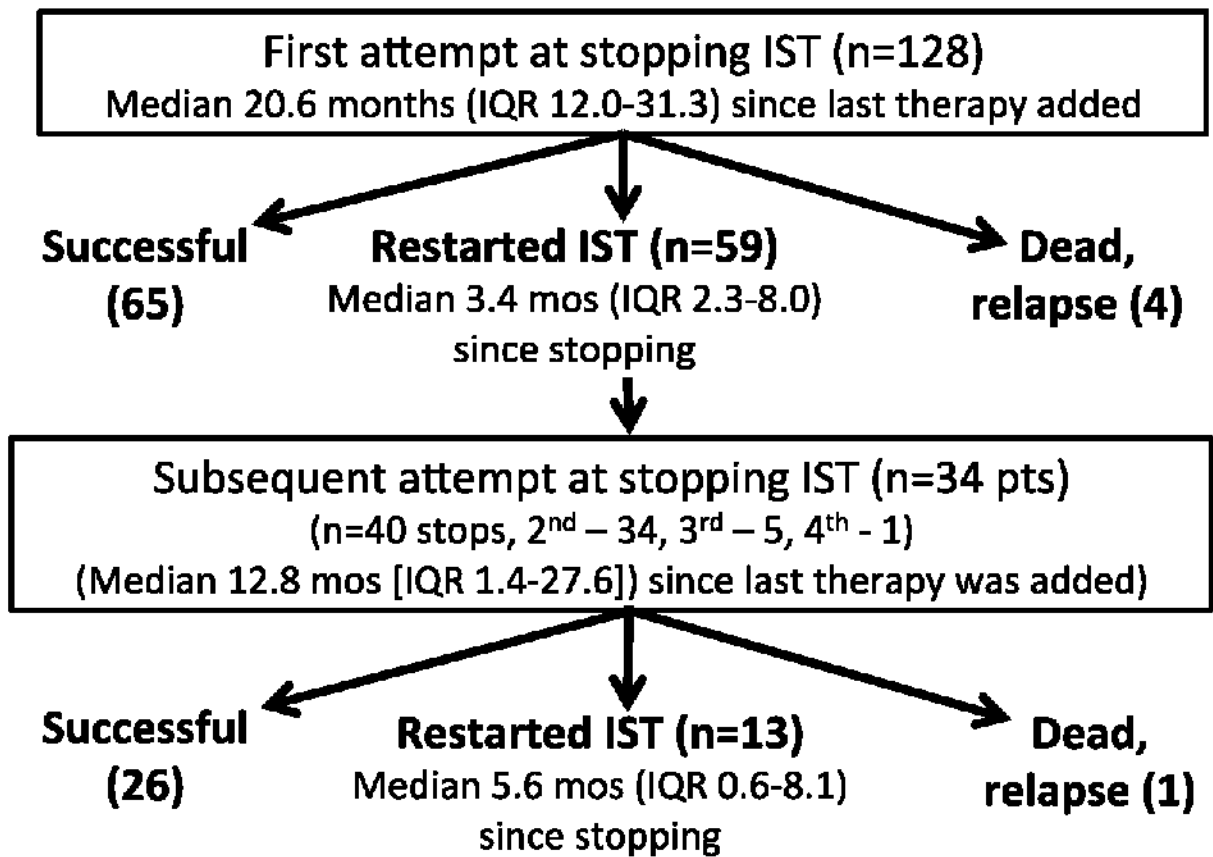 First attempt at stopping IST (n=128)
Median 20.6 months (IQR 12.0-31.3) since last therapy added
Successful
(65)
Restarted IST (n=59)
Median 3.4 mos (IQR 2.3-8.0)
since stopping
Dead,
relapse (4)
Subsequent attempt at stopping IST (n=34 pts)
(n=40 stops, 2nd – 34, 3rd – 5, 4th - 1)
(Median 12.8 mos [IQR 1.4-27.6]) since last therapy was added)
Successful
(26)
Restarted IST (n=13)
Median 5.6 mos (IQR 0.6-8.1)
since stopping
Dead,
relapse (1)